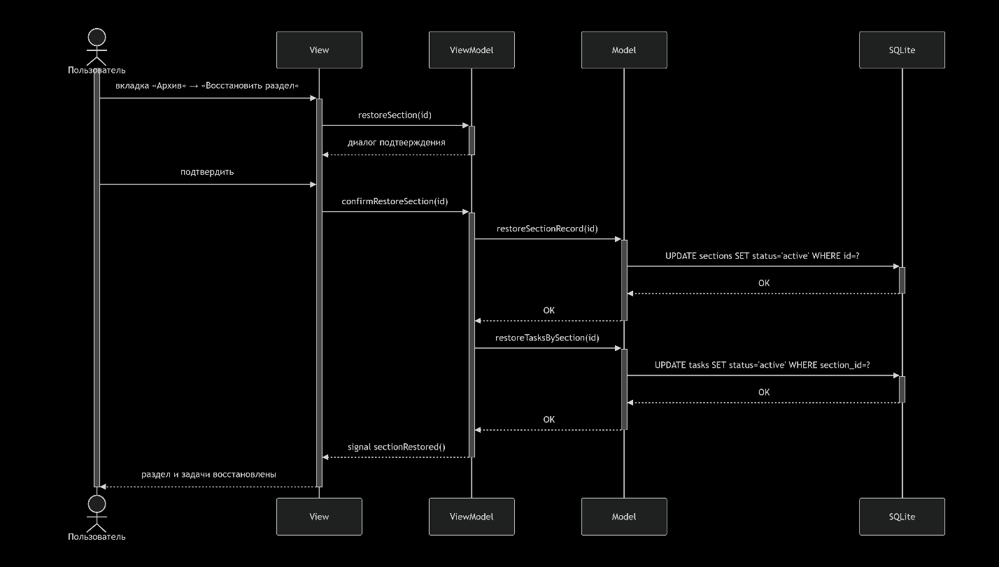 View
ViewModel
Model
SQLite
Пользователь
вкладка «Архив» → «Восстановить раздел»
restoreSection(id)
диалог подтверждения
подтвердить
confirmRestoreSection(id)
restoreSectionRecord(id)
UPDATE sections SET status='active' WHERE id=?
OK
OK
restoreTasksBySection(id)
UPDATE tasks SET status='active' WHERE section_id=?
OK
OK
signal sectionRestored()
раздел и задачи восстановлены
View
ViewModel
Model
SQLite
Пользователь